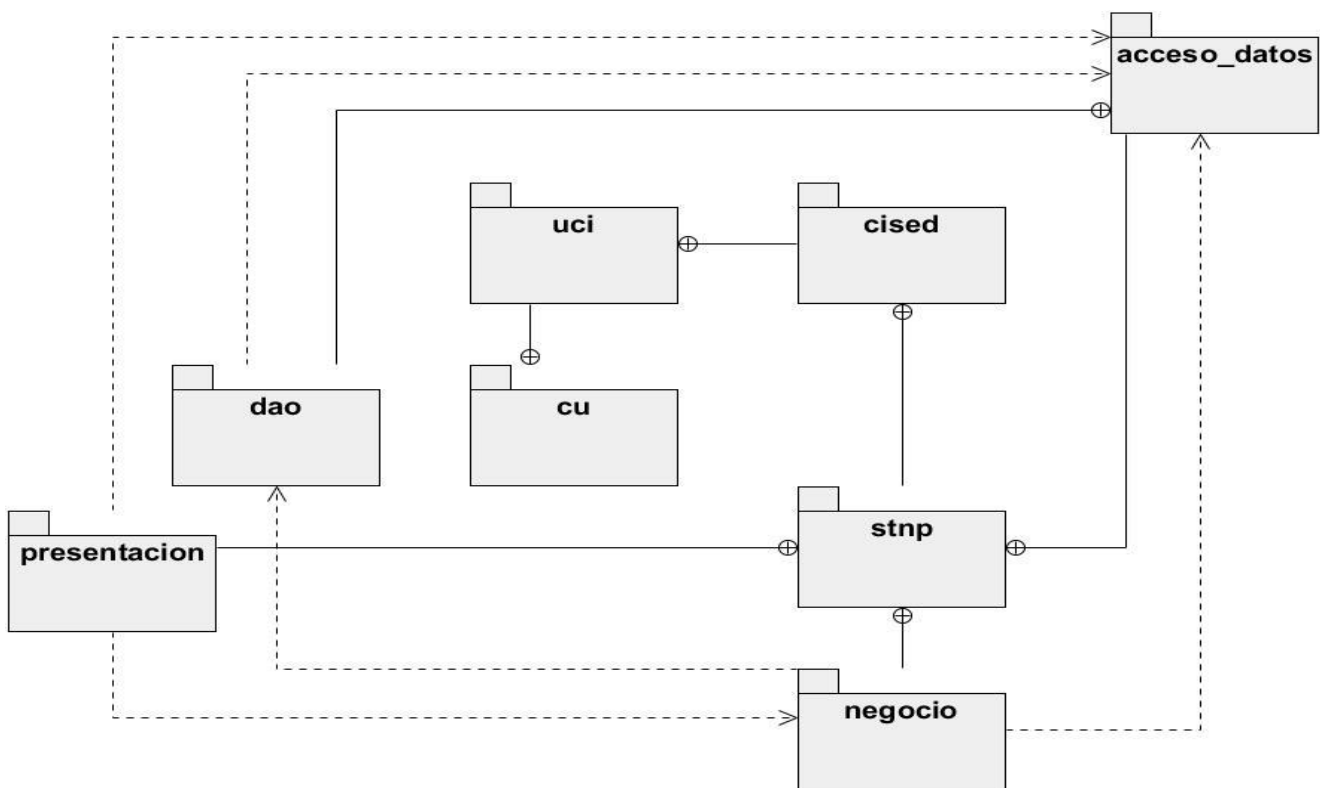 acceso_datos
uci
cised
dao
cu
stnp
presentacion
negocio